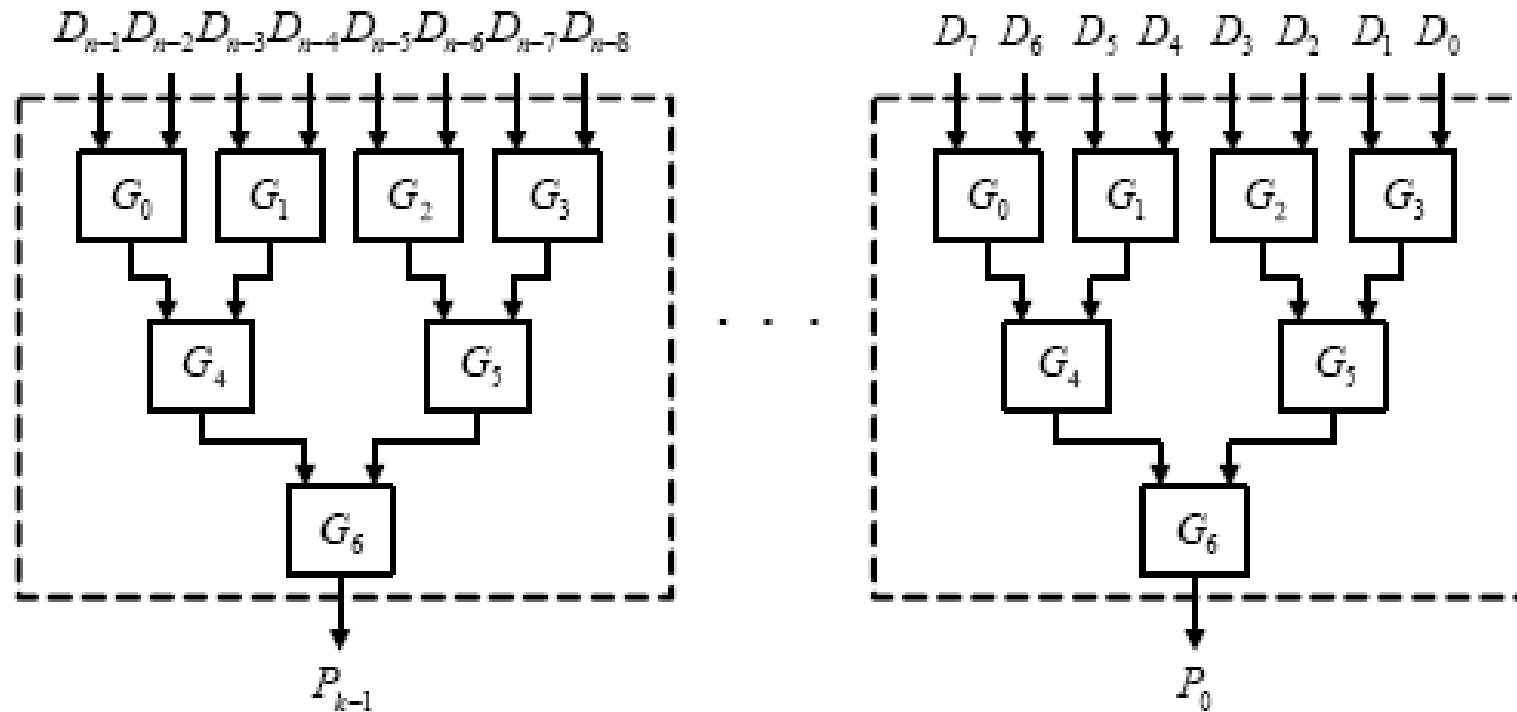 D_{n-1} D_{n-2} D_{n-3} D_{n-4} D_{n-5} D_{n-6} D_{n-7} D_{n-8} D_7 D_6 D_5 D_4 D_3 D_2 D_1 D_0
G_0 G_1 G_2 G_3 G_0 G_1 G_2 G_3
G_4 G_5 . . . G_4 G_5
G_6 G_6
P_{k-1} P_0